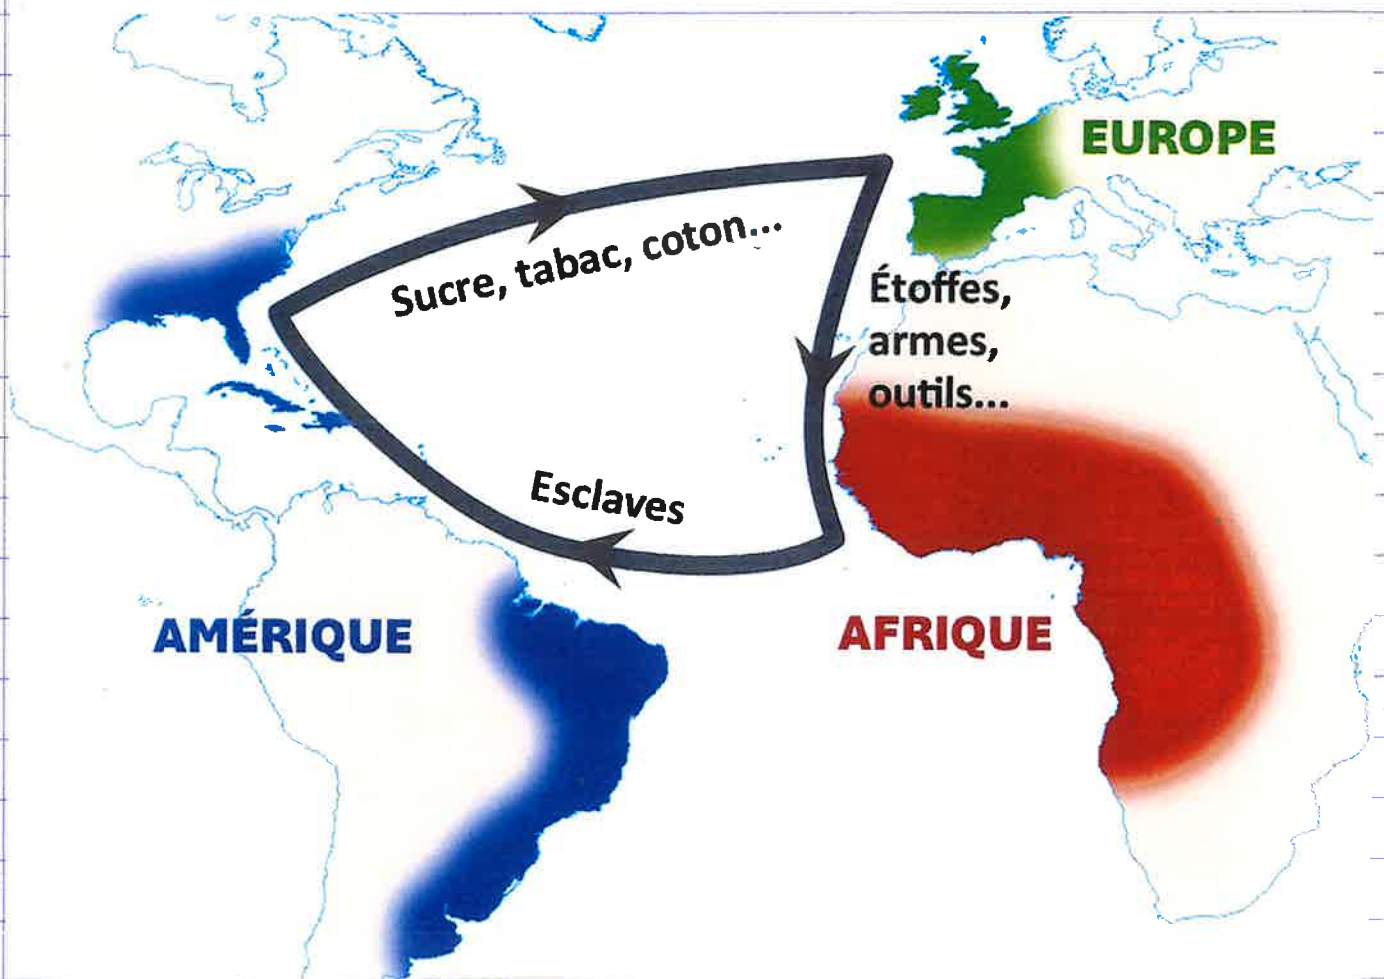 EUROPE
Sucre, tabac, coton...
Étoffes,
armes,
outils...
Esclaves
AMÉRIQUE
AFRIQUE